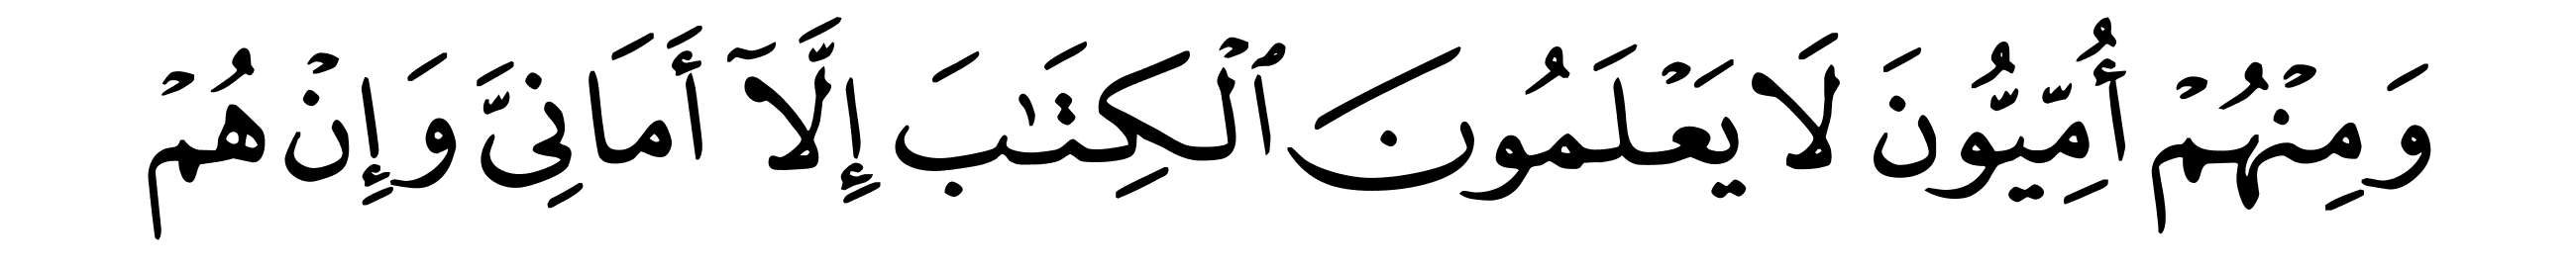 وَمِنْهُمْ أُمِّيُّونَ لَا يَعْلَمُونَ ٱلْكِتَٰبَ إِلَّآ أَمَانِىَّ وَإِنْ هُمْ